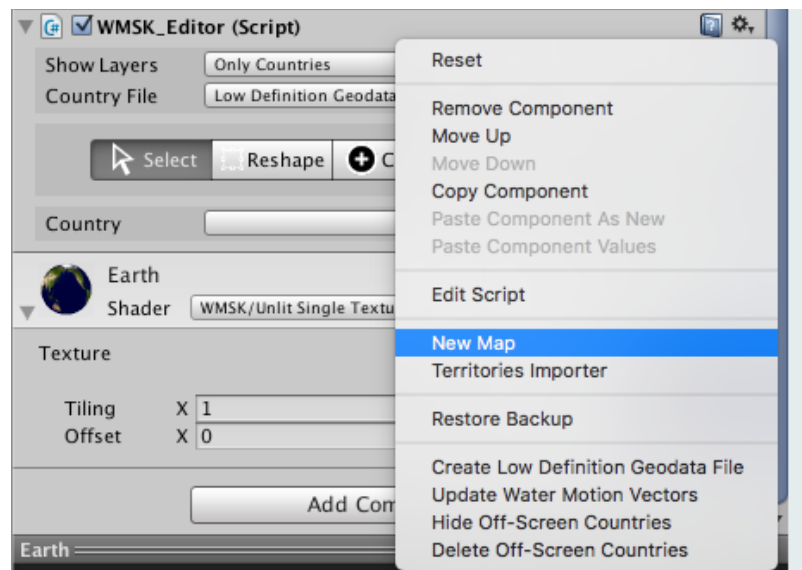 WMSK_Editor (Script)
Show Layers Only Countries
Country File Low Definition Geodata
Select Reshape C
Country
Earth
Shader WMSK/Unlit Single Textu
Texture
Tiling X 1
Offset X 0
Add Com
Earth
Reset
Remove Component
Move Up
Move Down
Copy Component
Paste Component As New
Paste Component Values
Edit Script
New Map
Territories Importer
Restore Backup
Create Low Definition Geodata File
Update Water Motion Vectors
Hide Off-Screen Countries
Delete Off-Screen Countries